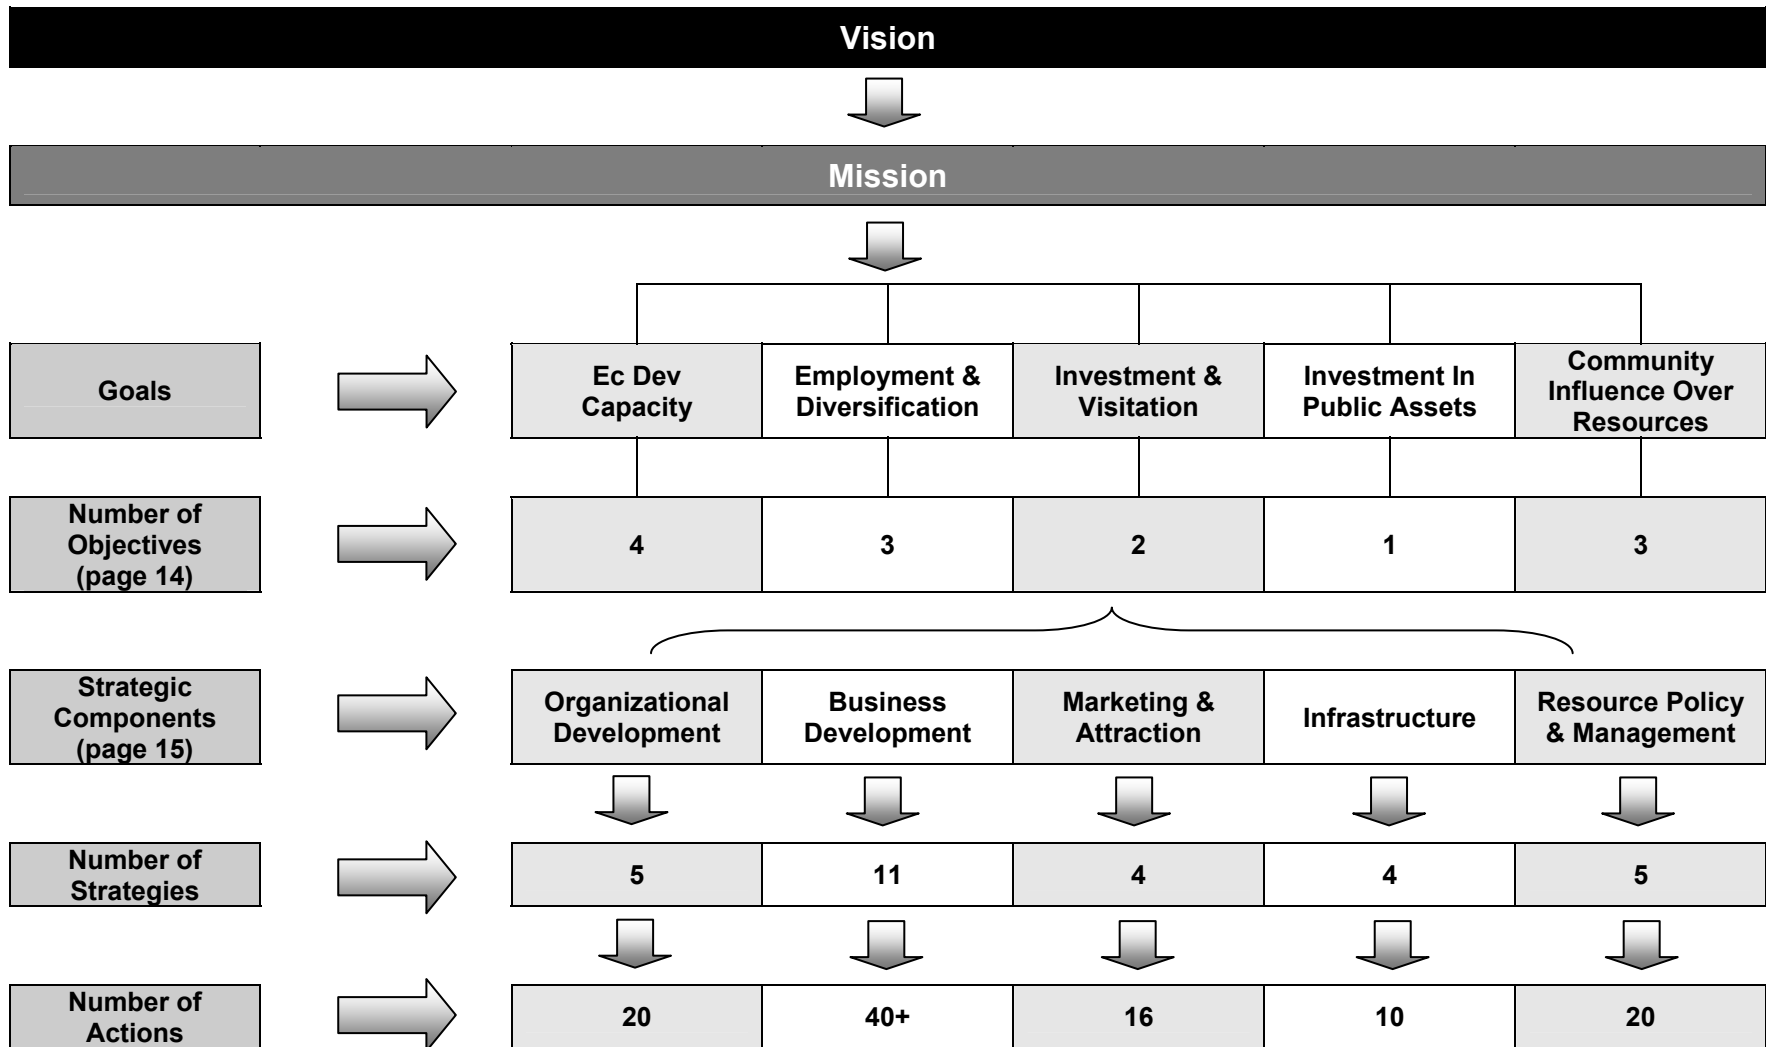 Vision
Mission
Goals
Ec Dev
Capacity
Employment &
Diversification
Investment &
Visitation
Investment In
Public Assets
Community
Influence Over
Resources
Number of
Objectives
(page 14)
4
3
2
1
3
Strategic
Components
(page 15)
Organizational
Development
Business
Development
Marketing &
Attraction
Infrastructure
Resource Policy
& Management
Number of
Strategies
5
11
4
4
5
Number of
Actions
20
40+
16
10
20